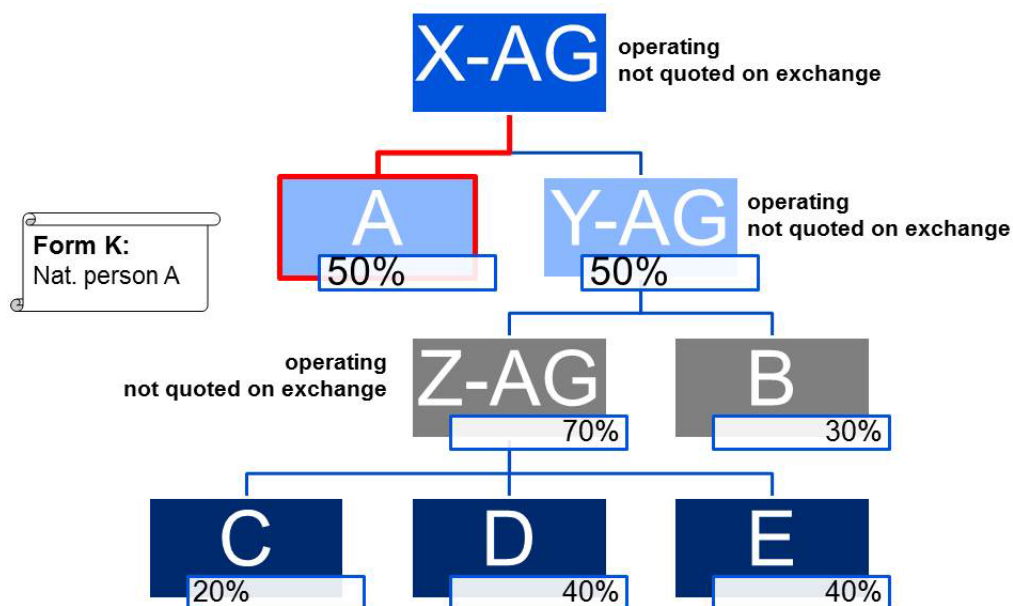 X-AG
operating
not quoted on exchange
A
50%
Y-AG
50%
operating
not quoted on exchange
Form K:
Nat. person A
operating
not quoted on exchange
Z-AG
70%
B
30%
C
20%
D
40%
E
40%